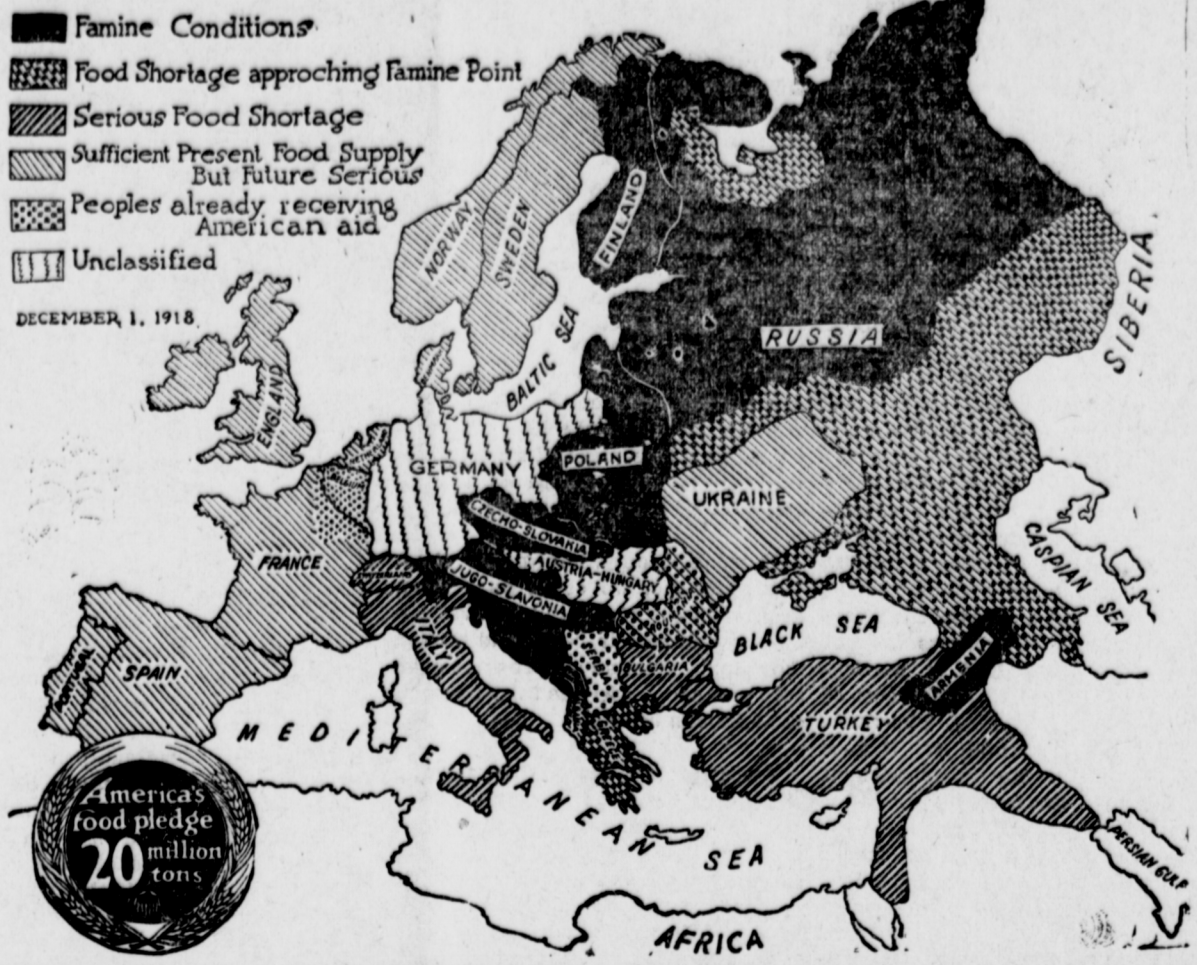 Famine Conditions
Food Shortage approching Famine Point
Serious Food Shortage
Sufficient Present Food Supply
But Future Serious
Peoples already receiving
American aid
Unclassified
DECEMBER 1, 1918.
NORWAY
SWEDEN
FINLAND
BALTIC SEA
RUSSIA
SIBERIA
ENGLAND
GERMANY
POLAND
UKRAINE
CZECHO-SLOVAKIA
AUSTRIA-HUNGARY
JUGO-SLAVONIA
FRANCE
SWITZERLAND
ITALY
SERBIA
BULGARIA
BLACK SEA
CASPIAN SEA
ARMENIA
TURKEY
PORTUGAL
SPAIN
MEDITERRANEAN SEA
PERSIAN GULF
AFRICA
America's
food pledge
20 million
tons